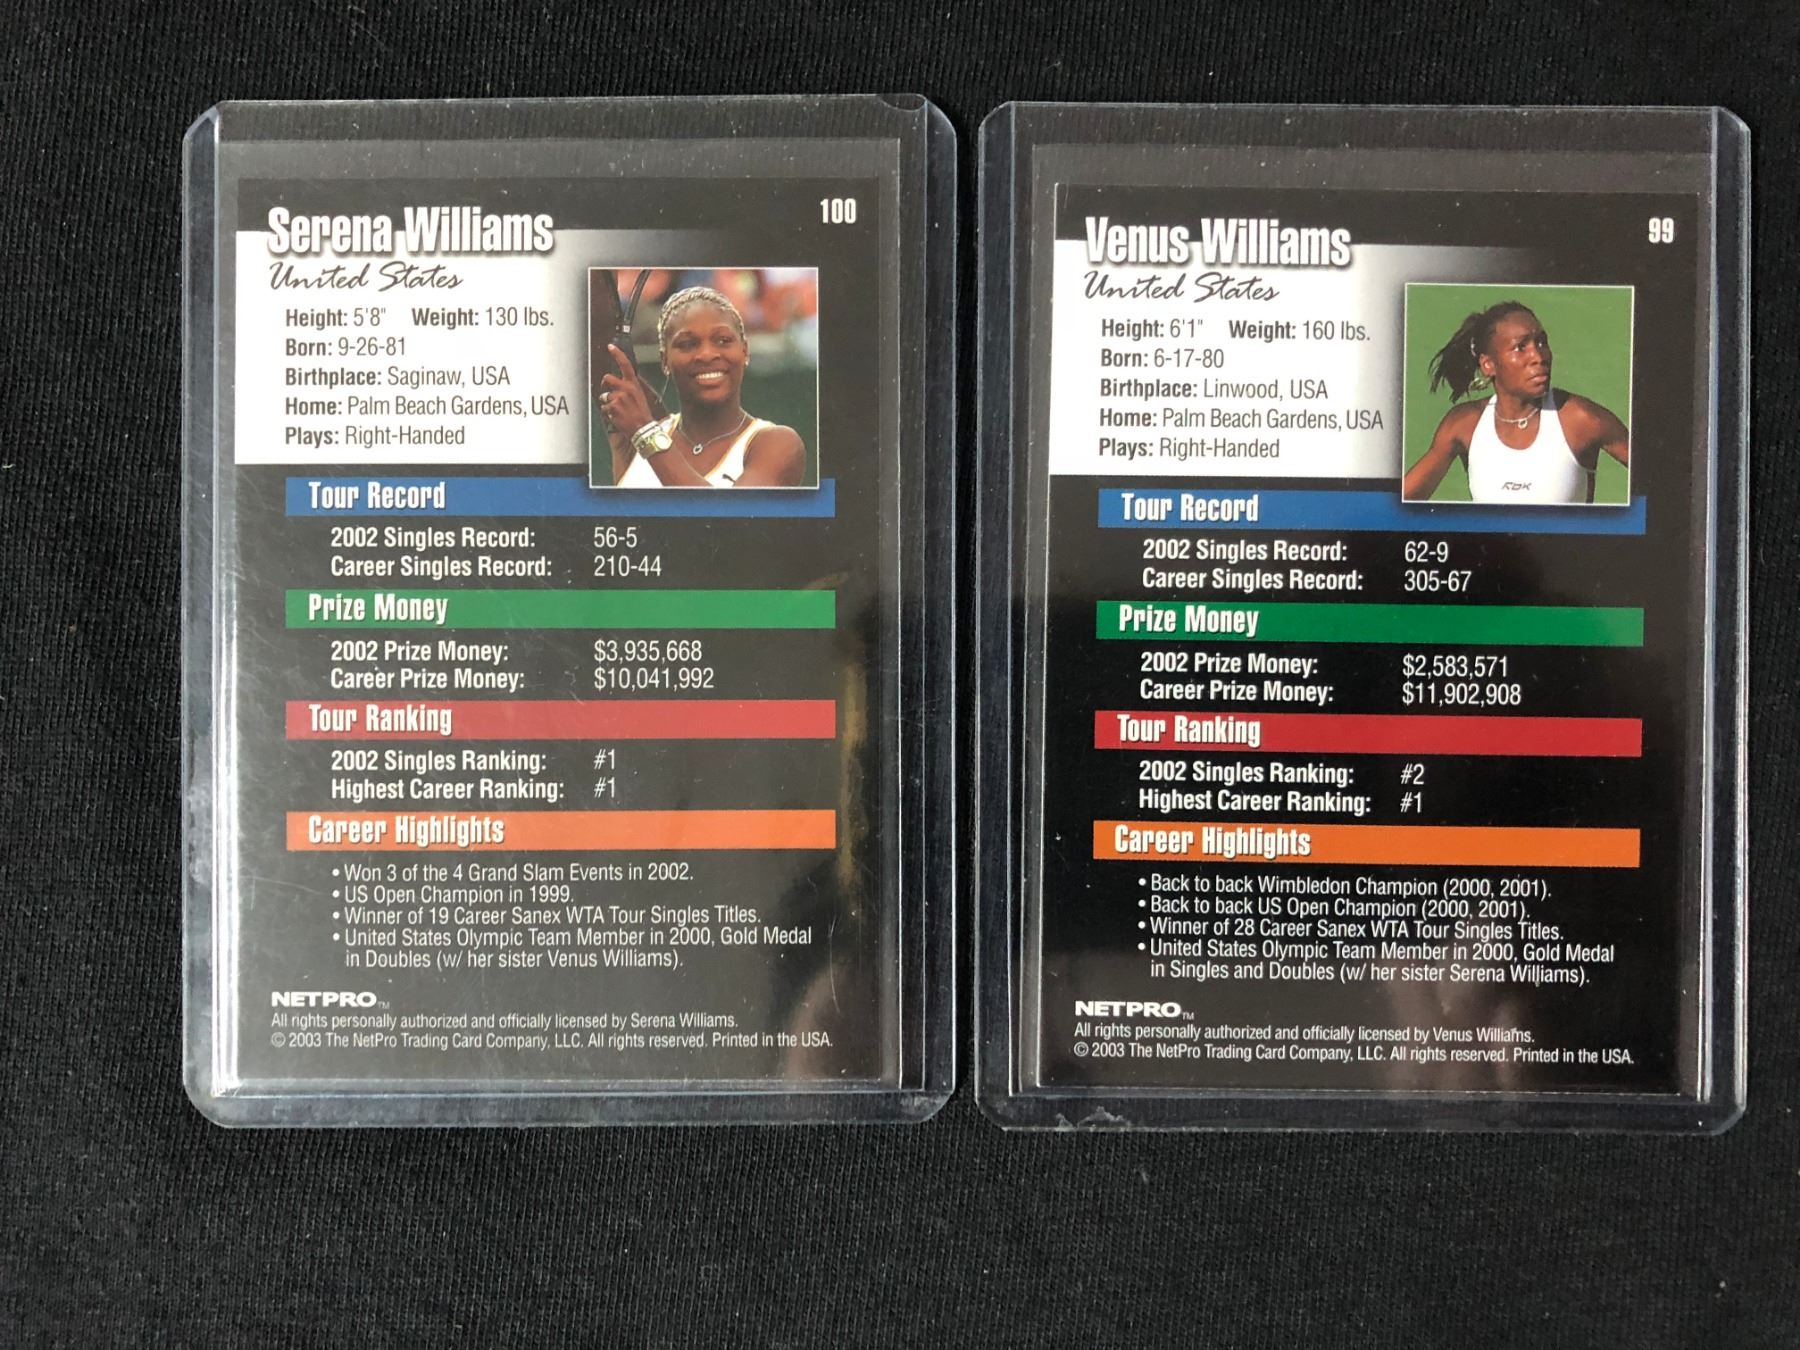 Serena Williams 100
United States
Height: 5'8" Weight: 130 lbs.
Born: 9-26-81
Birthplace: Saginaw, USA
Home: Palm Beach Gardens, USA
Plays: Right-Handed
Tour Record
2002 Singles Record: 56-5
Career Singles Record: 210-44
Prize Money
2002 Prize Money: $3,935,668
Career Prize Money: $10,041,992
Tour Ranking
2002 Singles Ranking: #1
Highest Career Ranking: #1
Career Highlights
• Won 3 of the 4 Grand Slam Events in 2002.
• US Open Champion in 1999.
• Winner of 19 Career Sanex WTA Tour Singles Titles.
• United States Olympic Team Member in 2000, Gold Medal
in Doubles (w/ her sister Venus Williams).
NETPRO™
All rights personally authorized and officially licensed by Serena Williams.
© 2003 The NetPro Trading Card Company, LLC. All rights reserved. Printed in the USA.
Venus Williams 99
United States
Height: 6'1" Weight: 160 lbs.
Born: 6-17-80
Birthplace: Linwood, USA
Home: Palm Beach Gardens, USA
Plays: Right-Handed
RBK
Tour Record
2002 Singles Record: 62-9
Career Singles Record: 305-67
Prize Money
2002 Prize Money: $2,583,571
Career Prize Money: $11,902,908
Tour Ranking
2002 Singles Ranking: #2
Highest Career Ranking: #1
Career Highlights
• Back to back Wimbledon Champion (2000, 2001).
• Back to back US Open Champion (2000, 2001).
• Winner of 28 Career Sanex WTA Tour Singles Titles.
• United States Olympic Team Member in 2000, Gold Medal
in Singles and Doubles (w/ her sister Serena Williams).
NETPRO™
All rights personally authorized and officially licensed by Venus Williams.
© 2003 The NetPro Trading Card Company, LLC. All rights reserved. Printed in the USA.